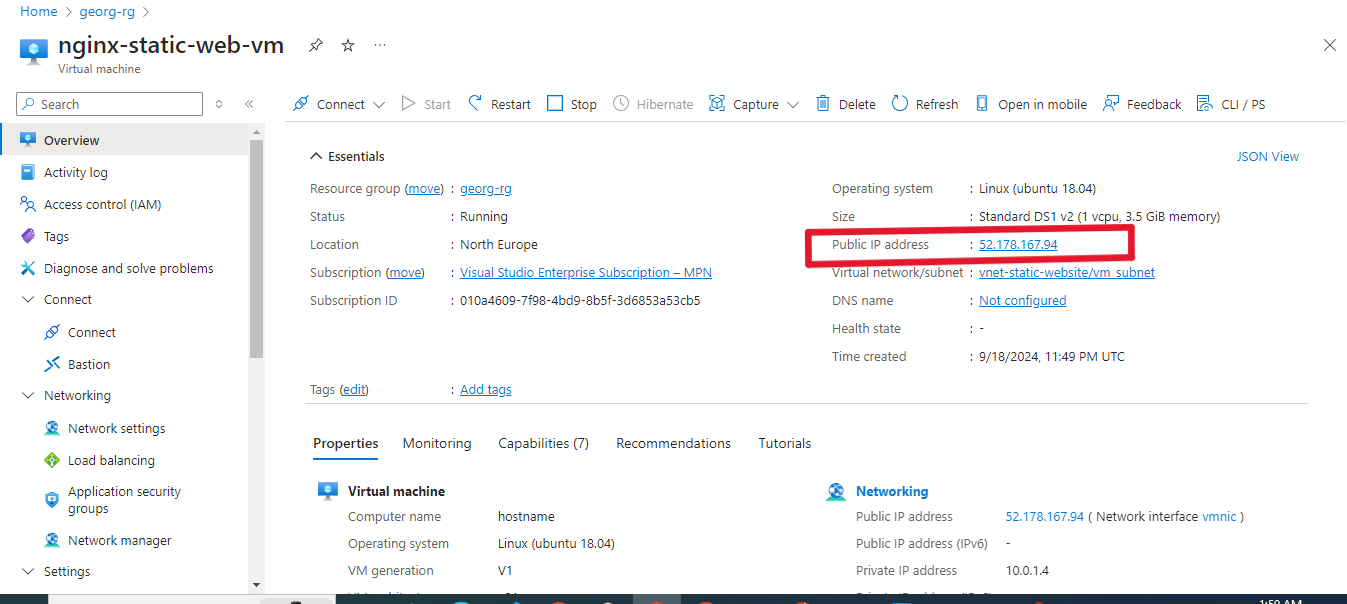 Home > georg-rg >
nginx-static-web-vm
Virtual machine
Search
Connect Start Restart Stop Hibernate Capture Delete Refresh Open in mobile Feedback CLI / PS
Overview
Activity log
Access control (IAM)
Tags
Diagnose and solve problems
Connect
Connect
Bastion
Networking
Network settings
Load balancing
Application security
groups
Network manager
Settings
Essentials
JSON View
Resource group (move) : georg-rg
Status : Running
Location : North Europe
Subscription (move) : Visual Studio Enterprise Subscription – MPN
Subscription ID : 010a4609-7f98-4bd9-8b5f-3d6853a53cb5
Operating system : Linux (ubuntu 18.04)
Size : Standard DS1 v2 (1 vcpu, 3.5 GiB memory)
Public IP address : 52.178.167.94
Virtual network/subnet : vnet-static-website/vm_subnet
DNS name : Not configured
Health state : -
Time created : 9/18/2024, 11:49 PM UTC
Tags (edit) : Add tags
Properties Monitoring Capabilities (7) Recommendations Tutorials
Virtual machine
Computer name hostname
Operating system Linux (ubuntu 18.04)
VM generation V1
Networking
Public IP address 52.178.167.94 ( Network interface vmnic )
Public IP address (IPv6) -
Private IP address 10.0.1.4